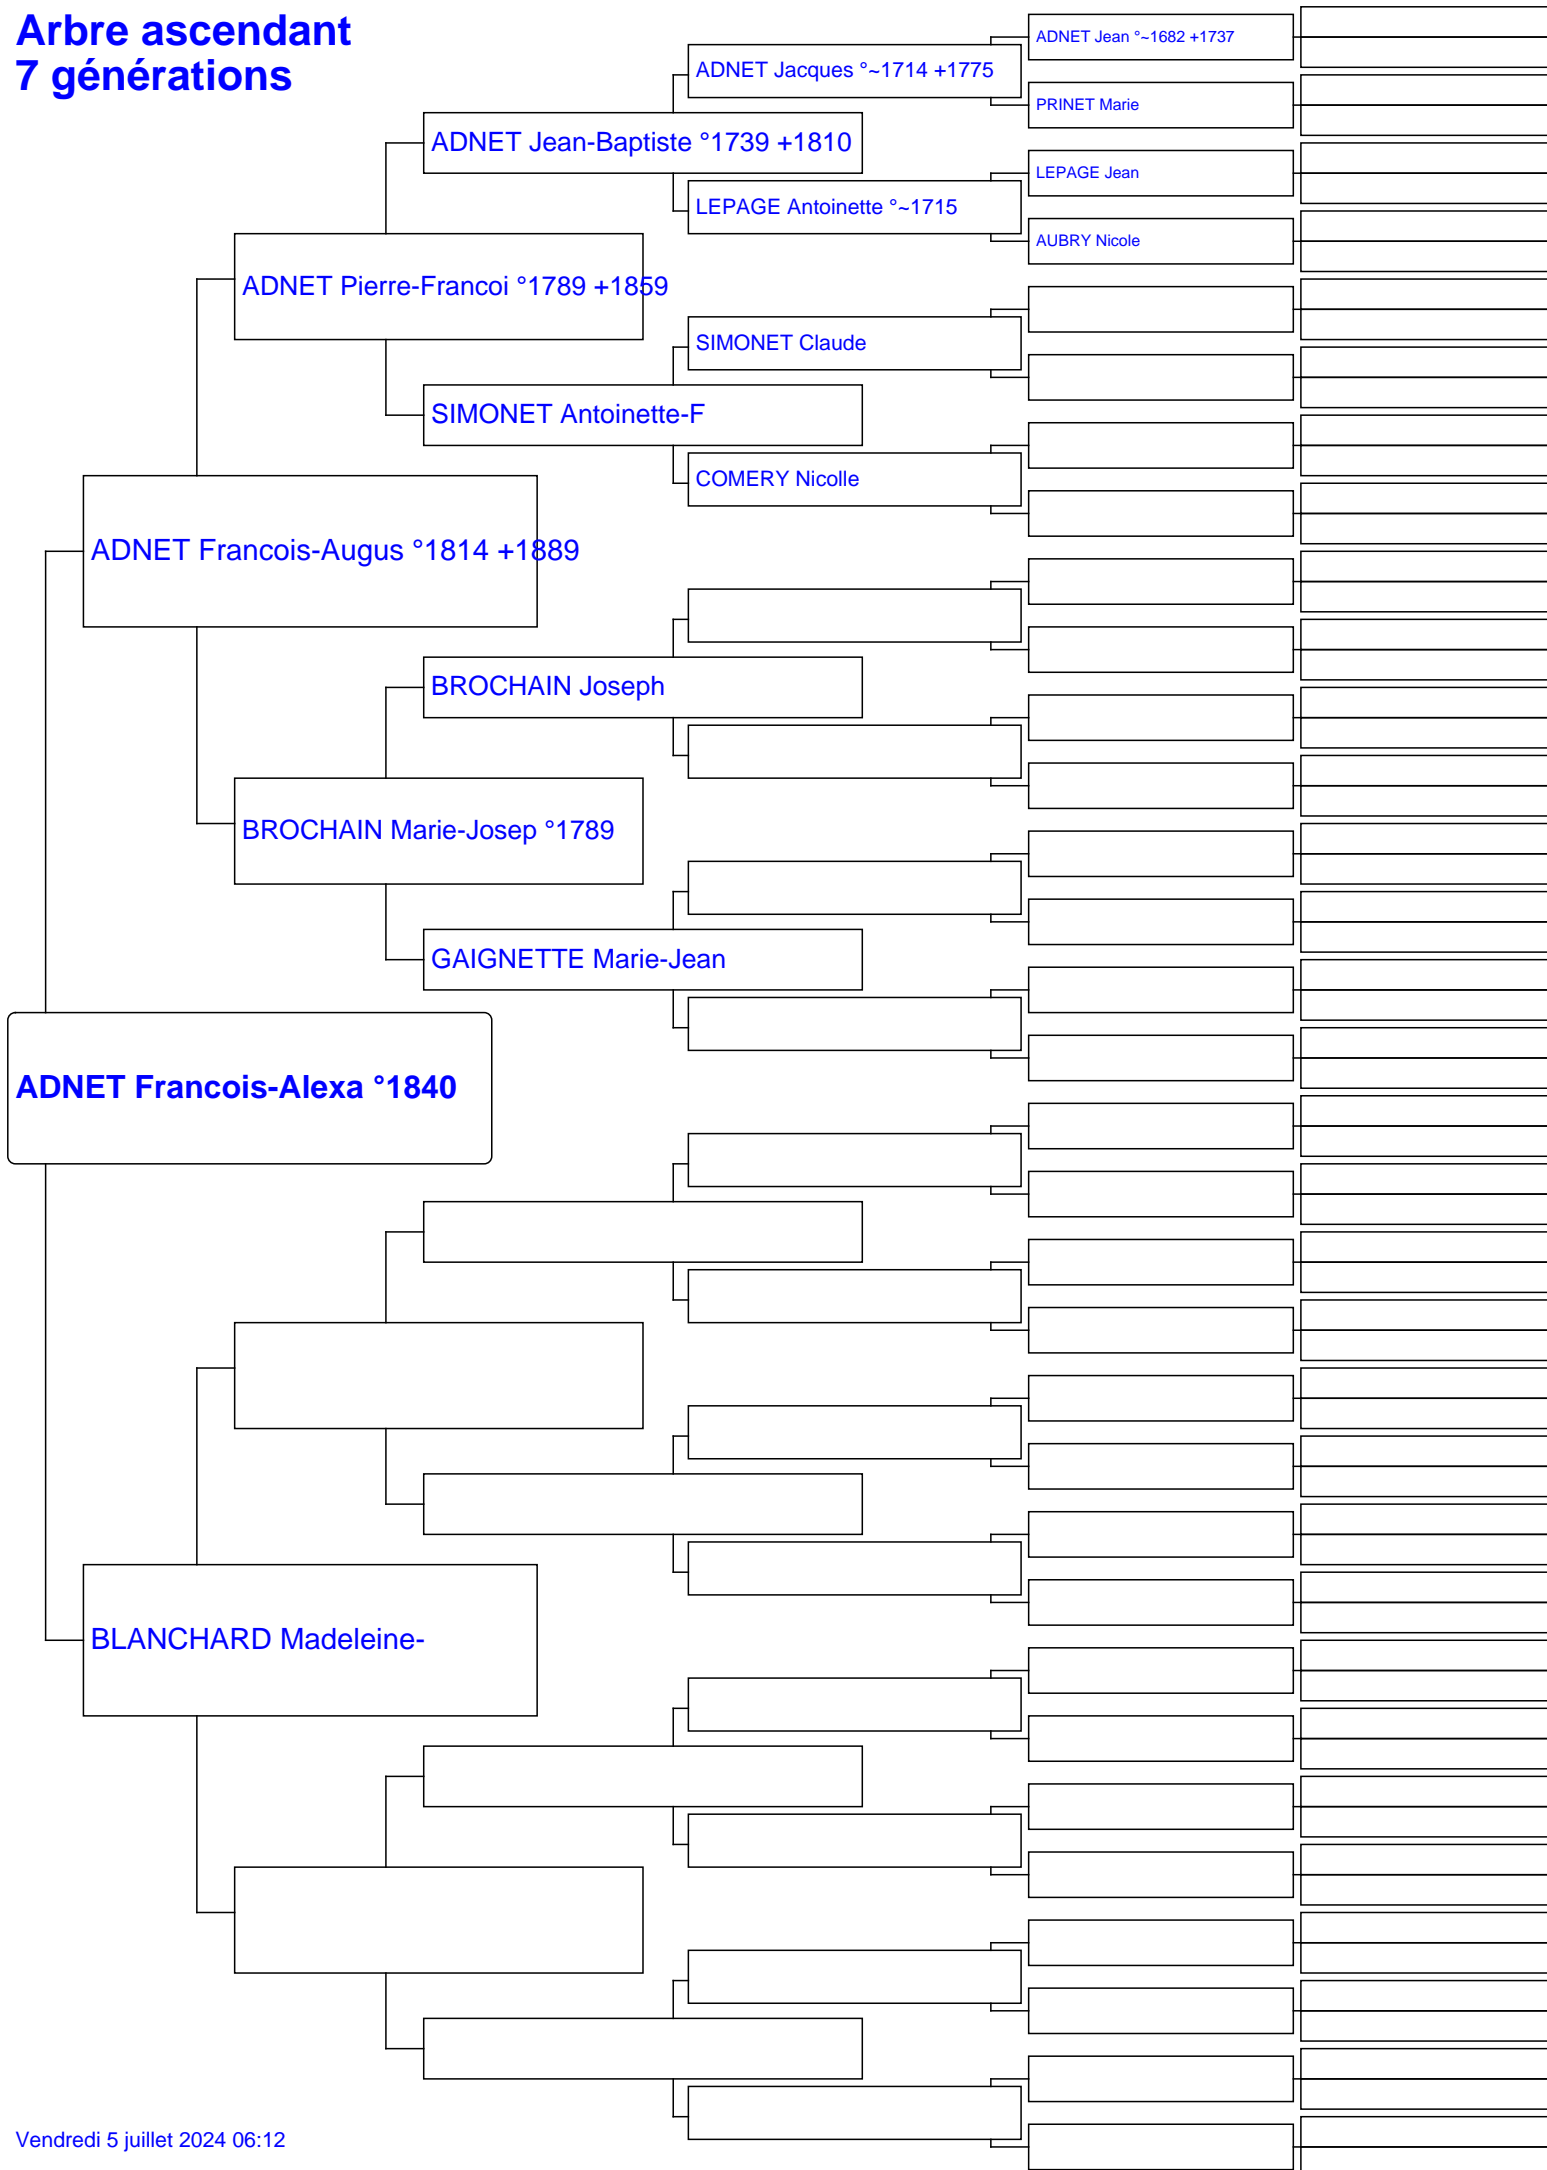 Arbre ascendant
7 générations
ADNET Jean °~1682 +1737
ADNET Jacques °~1714 +1775
PRINET Marie
ADNET Jean-Baptiste °1739 +1810
LEPAGE Jean
LEPAGE Antoinette °~1715
AUBRY Nicole
ADNET Pierre-Francoi °1789 +1859
SIMONET Claude
SIMONET Antoinette-F
COMERY Nicolle
ADNET Francois-Augus °1814 +1889
BROCHAIN Joseph
BROCHAIN Marie-Josep °1789
GAIGNETTE Marie-Jean
ADNET Francois-Alexa °1840
BLANCHARD Madeleine-
Vendredi 5 juillet 2024 06:12